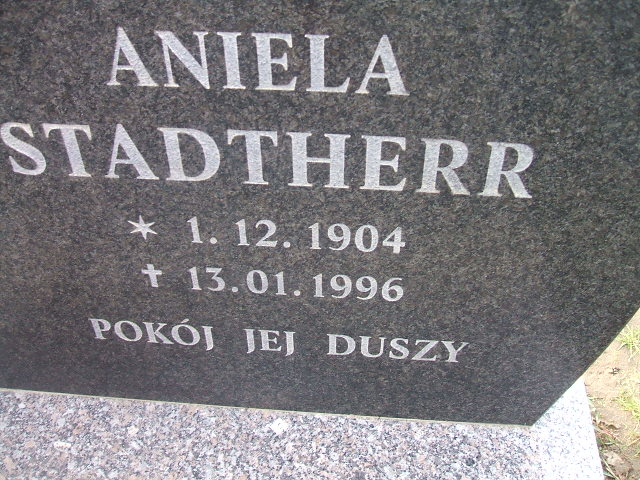 ANIELA
STADTHERR
* 1. 12. 1904
✝ 13.01.1996
POKÓJ JEJ DUSZY